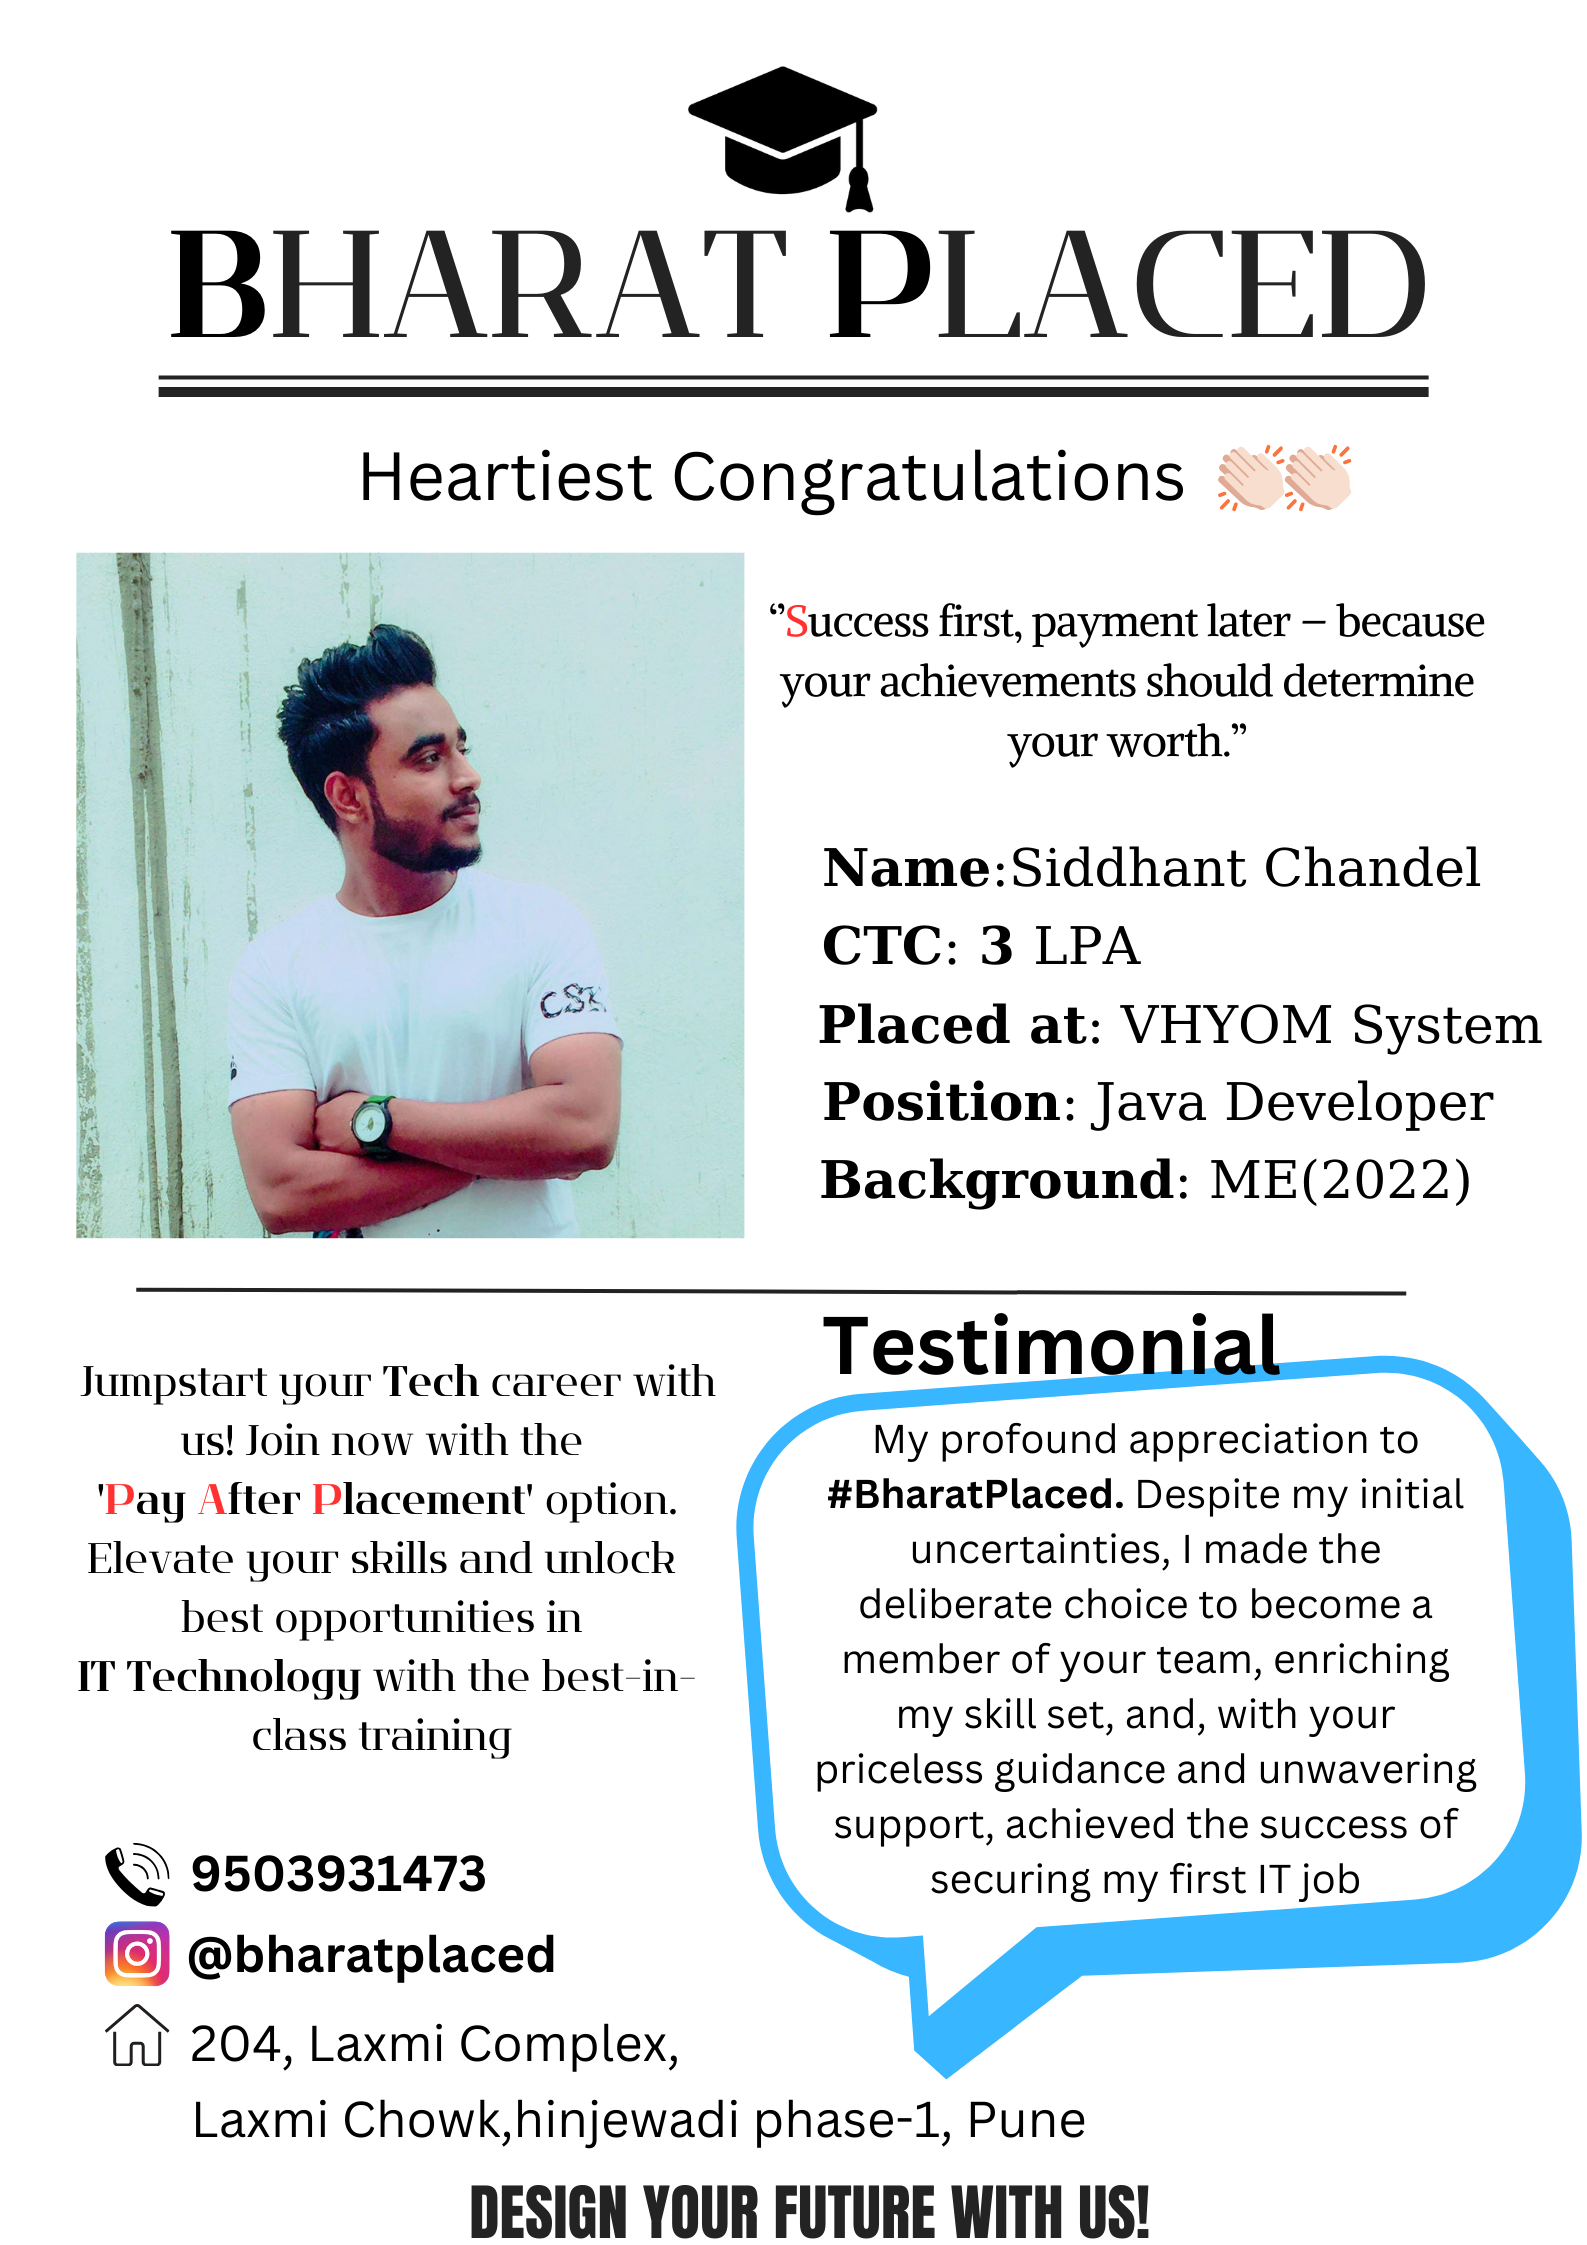 BHARAT PLACED
Heartiest Congratulations 👏🏻👏🏻
“Success first, payment later – because
your achievements should determine
your worth.”
Name:Siddhant Chandel
CTC: 3 LPA
Placed at: VHYOM System
Position: Java Developer
Background: ME(2022)
Jumpstart your Tech career with
us! Join now with the
'Pay After Placement' option.
Elevate your skills and unlock
best opportunities in
IT Technology with the best-in-
class training
Testimonial
My profound appreciation to
#BharatPlaced. Despite my initial
uncertainties, I made the
deliberate choice to become a
member of your team, enriching
my skill set, and, with your
priceless guidance and unwavering
support, achieved the success of
securing my first IT job
9503931473
@bharatplaced
204, Laxmi Complex,
Laxmi Chowk,hinjewadi phase-1, Pune
DESIGN YOUR FUTURE WITH US!